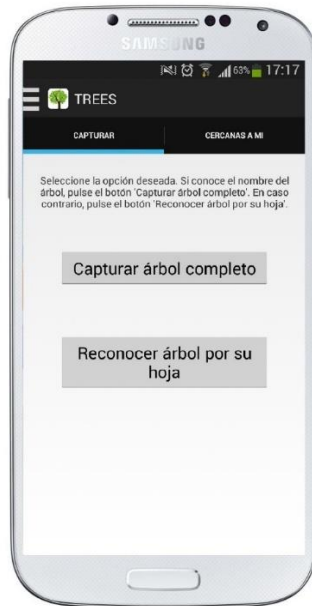 SAMSUNG
63% 17:17
TREES
CAPTURAR CERCANAS A MI
Seleccione la opción deseada. Si conoce el nombre del
árbol, pulse el botón 'Capturar árbol completo'. En caso
contrario, pulse el botón 'Reconocer árbol por su hoja'.
Capturar árbol completo
Reconocer árbol por su
hoja